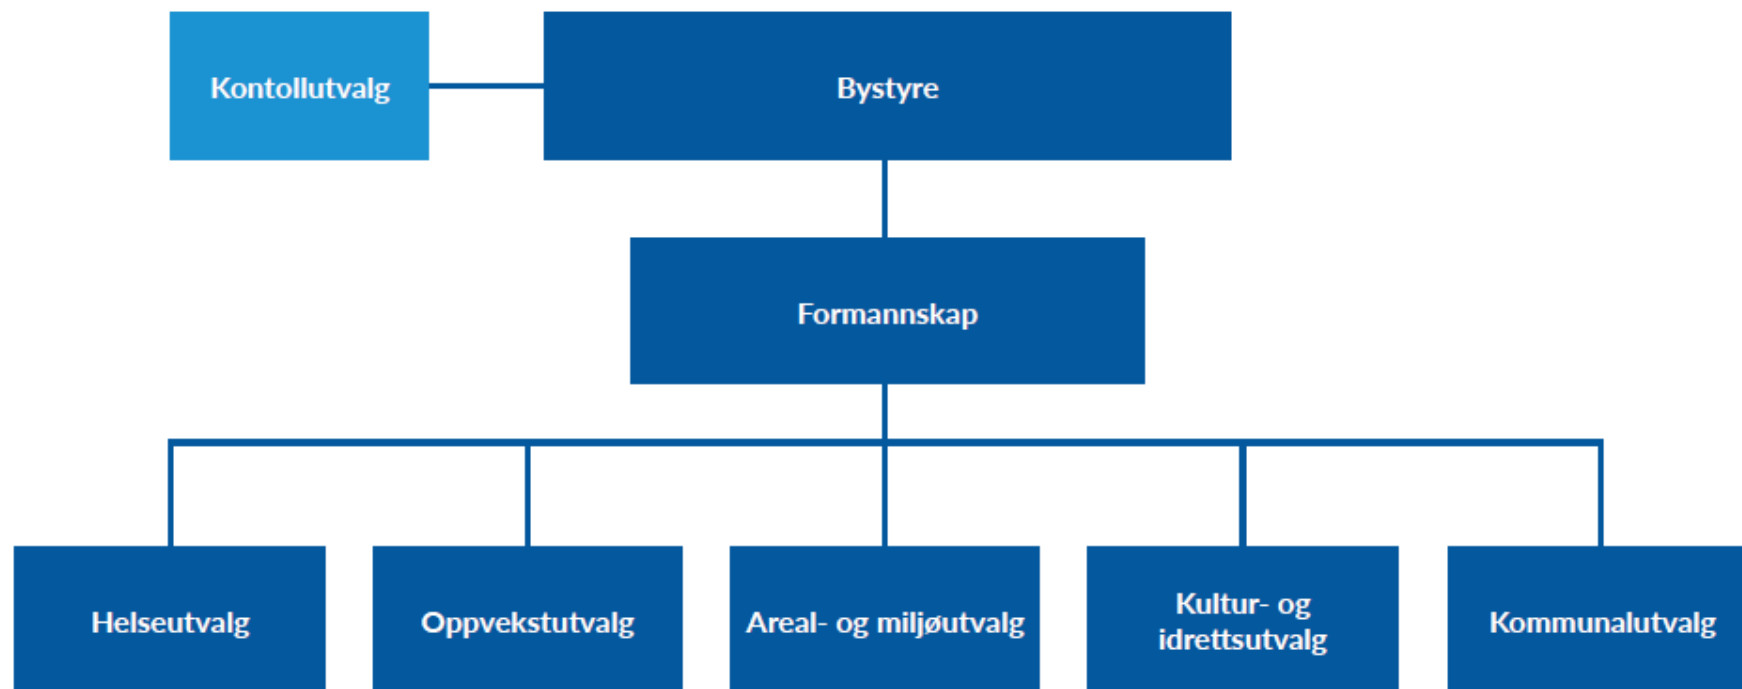 Kontollutvalg
Bystyre
Formannskap
Helseutvalg
Oppvekstutvalg
Areal- og miljøutvalg
Kultur- og
idrettsutvalg
Kommunalutvalg